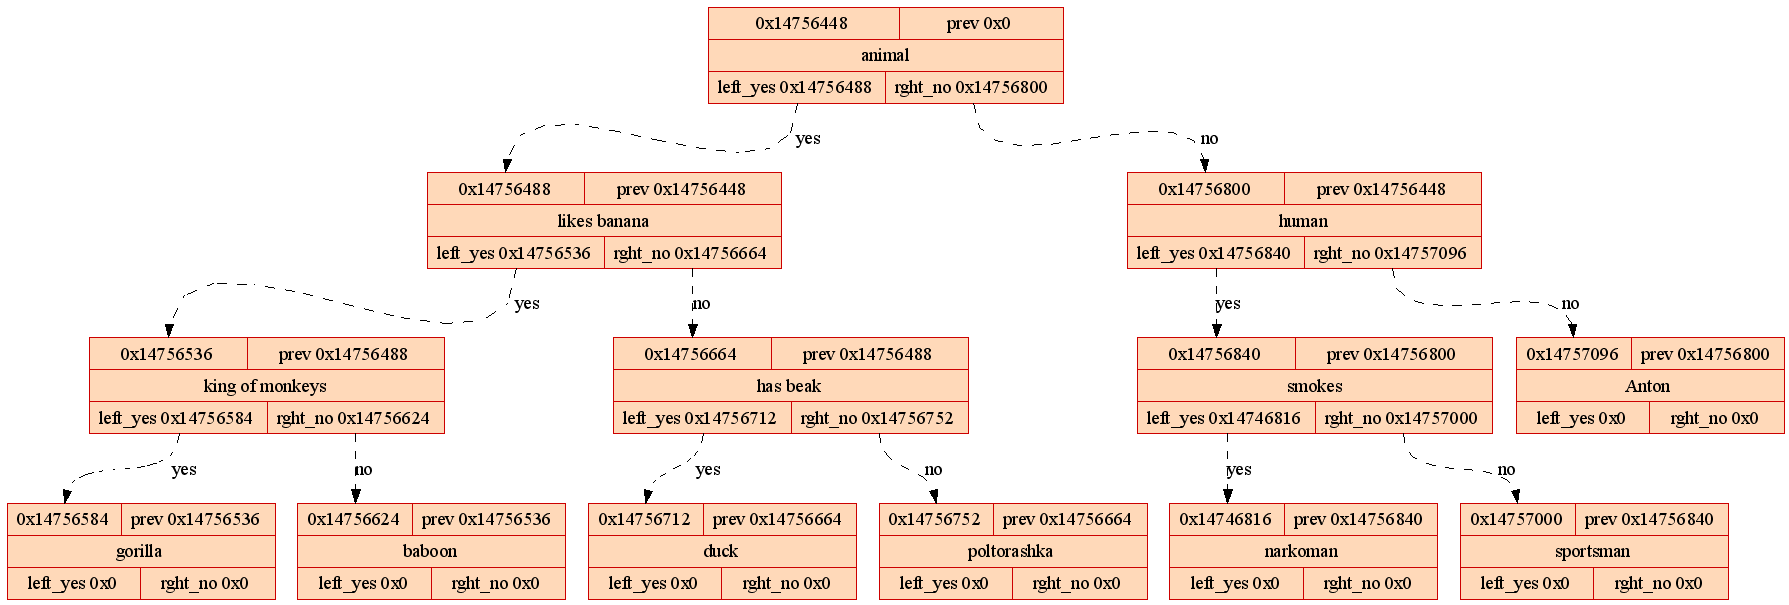 0x14756448 prev 0x0
animal
left_yes 0x14756488 rght_no 0x14756800
yes no
0x14756488 prev 0x14756448 0x14756800 prev 0x14756448
likes banana human
left_yes 0x14756536 rght_no 0x14756664 left_yes 0x14756840 rght_no 0x14757096
yes no yes no
0x14756536 prev 0x14756488 0x14756664 prev 0x14756488 0x14756840 prev 0x14756800 0x14757096 prev 0x14756800
king of monkeys has beak smokes Anton
left_yes 0x14756584 rght_no 0x14756624 left_yes 0x14756712 rght_no 0x14756752 left_yes 0x14746816 rght_no 0x14757000 left_yes 0x0 rght_no 0x0
yes no yes no yes no
0x14756584 prev 0x14756536 0x14756624 prev 0x14756536 0x14756712 prev 0x14756664 0x14756752 prev 0x14756664 0x14746816 prev 0x14756840 0x14757000 prev 0x14756840
gorilla baboon duck poltorashka narkoman sportsman
left_yes 0x0 rght_no 0x0 left_yes 0x0 rght_no 0x0 left_yes 0x0 rght_no 0x0 left_yes 0x0 rght_no 0x0 left_yes 0x0 rght_no 0x0 left_yes 0x0 rght_no 0x0